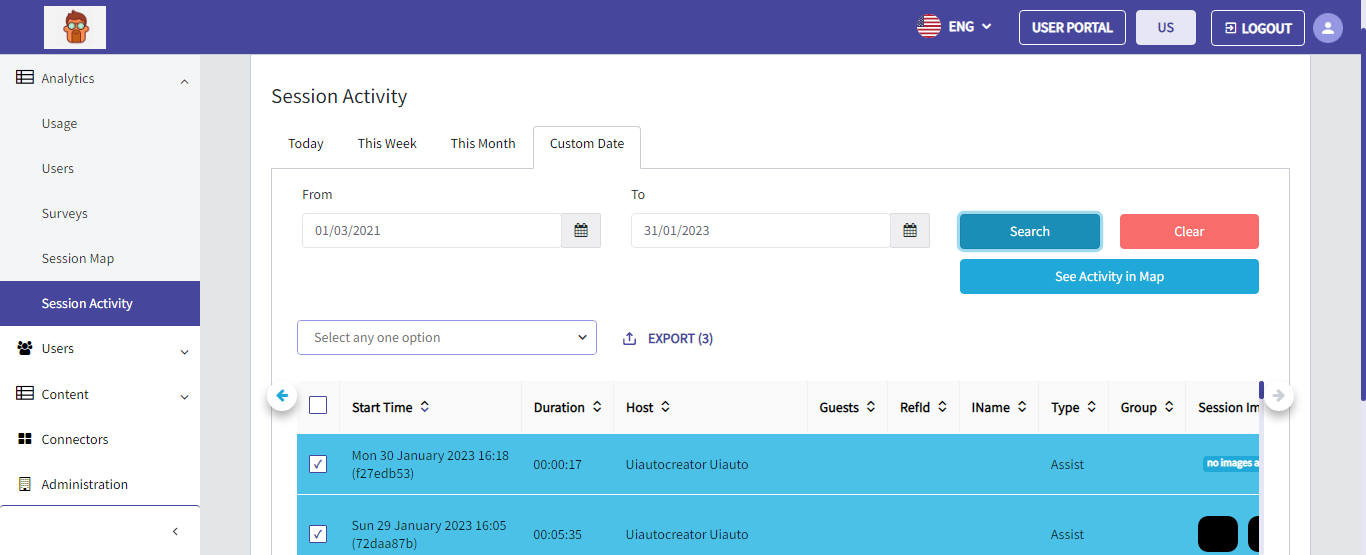 ENG
USER PORTAL
US
LOGOUT
Analytics
Usage
Users
Surveys
Session Map
Session Activity
Users
Content
Connectors
Administration
Session Activity
Today This Week This Month Custom Date
From To
01/03/2021 31/01/2023 Search Clear
See Activity in Map
Select any one option EXPORT (3)
Start Time Duration Host Guests RefId IName Type Group Session Im
Mon 30 January 2023 16:18
(f27edb53) 00:00:17 Uiautocreator Uiauto Assist no images a
Sun 29 January 2023 16:05
(72daa87b) 00:05:35 Uiautocreator Uiauto Assist